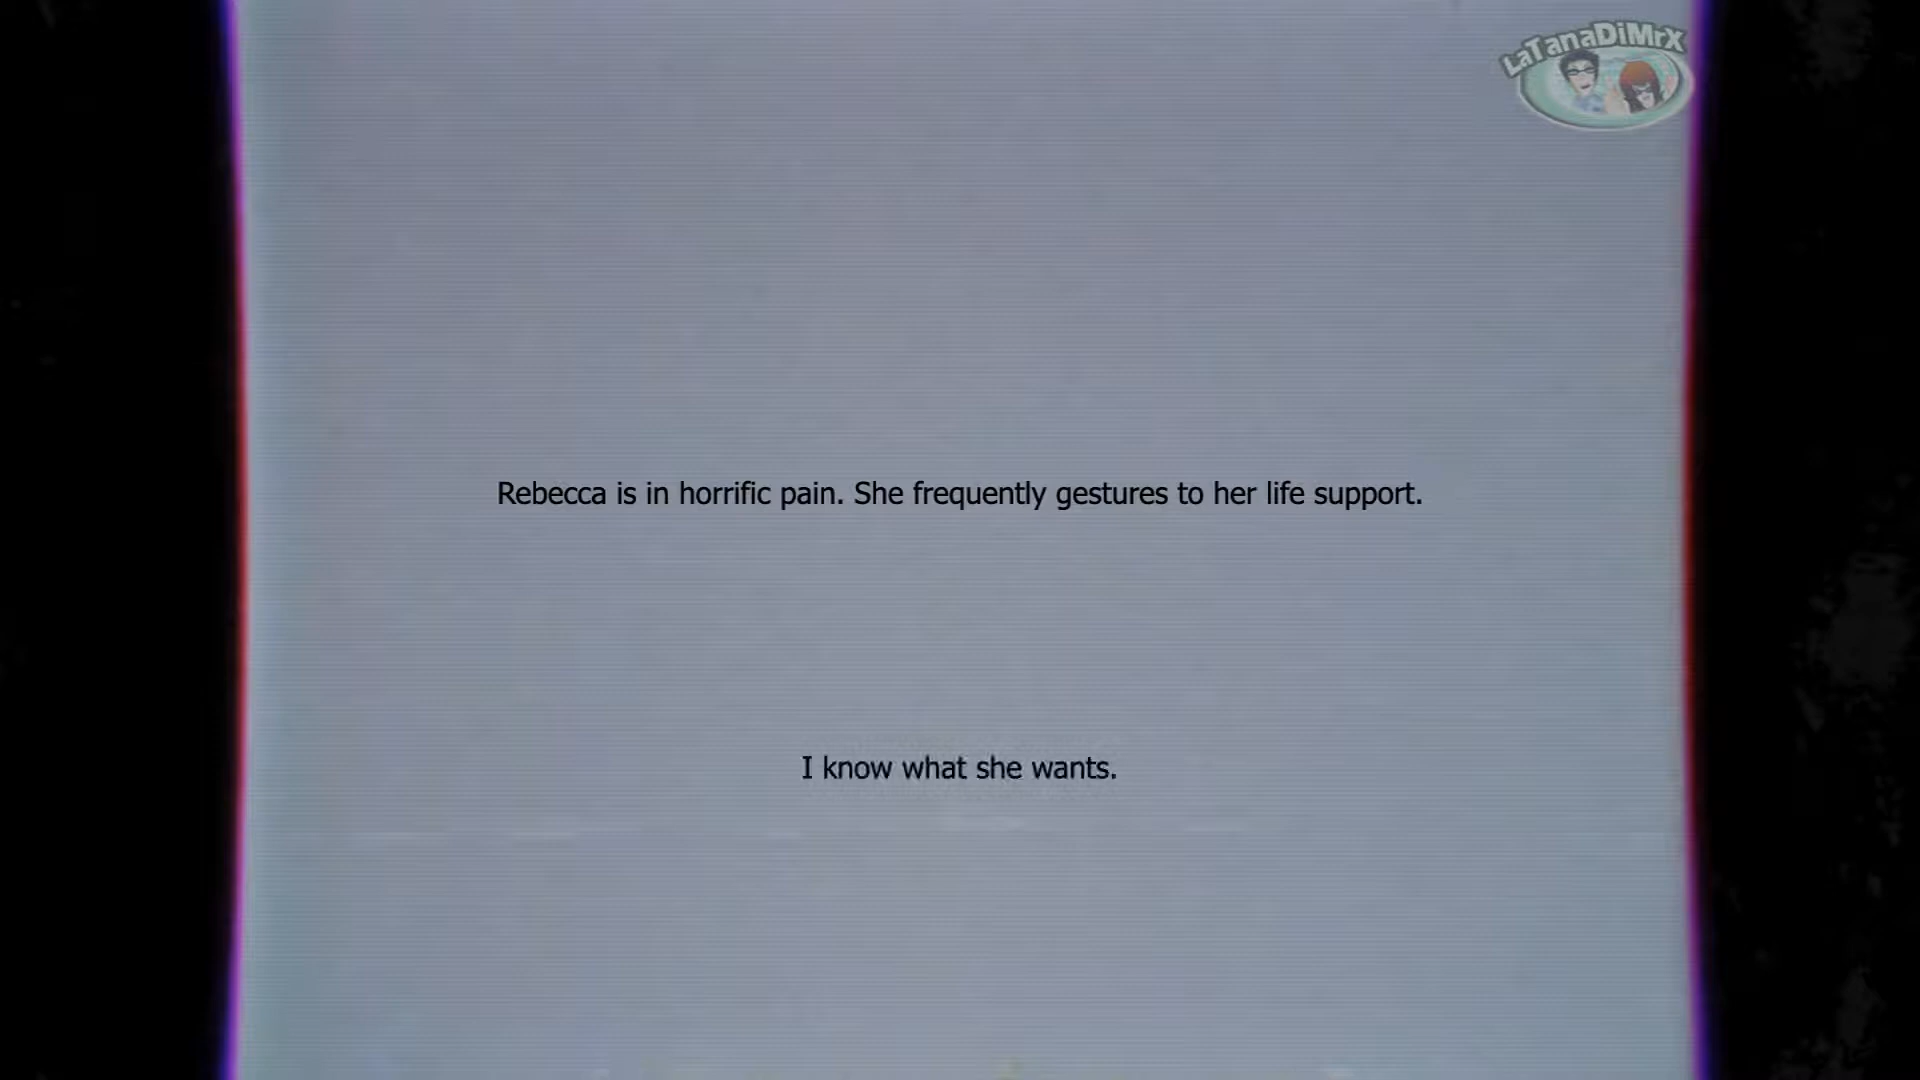 LaTanaDiMrX
Rebecca is in horrific pain. She frequently gestures to her life support.
I know what she wants.